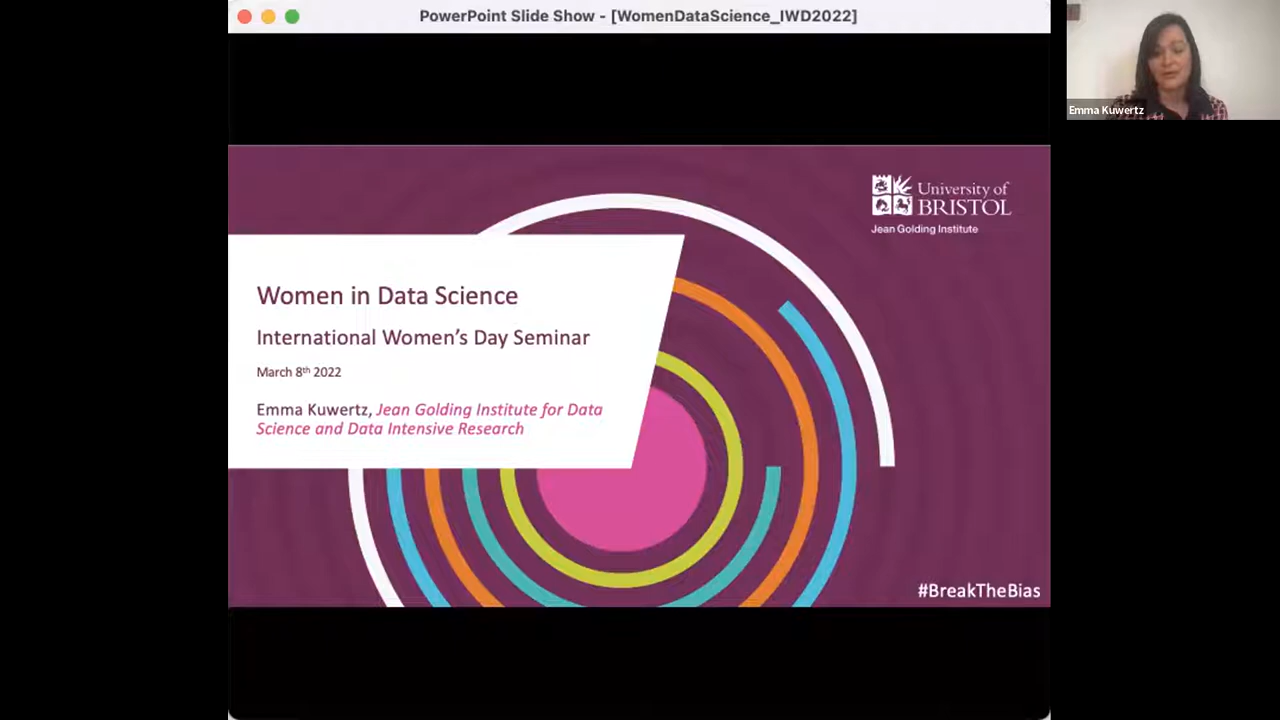 PowerPoint Slide Show - [WomenDataScience_IWD2022]
Emma Kuwertz
University of
BRISTOL
Jean Golding Institute
Women in Data Science
International Women's Day Seminar
March 8th 2022
Emma Kuwertz, Jean Golding Institute for Data
Science and Data Intensive Research
#BreakTheBias